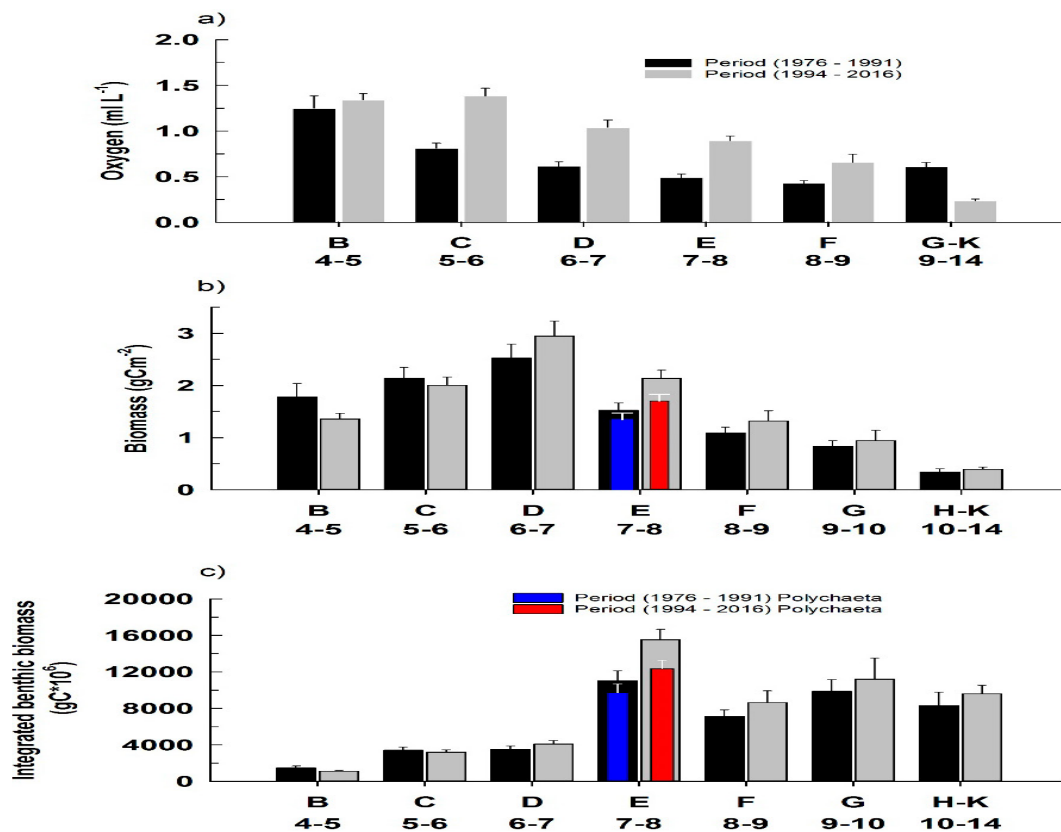 a)
2.0
1.5
1.0
0.5
0.0
Oxygen (ml L-1)
Period (1976 - 1991)
Period (1994 - 2016)
B C D E F G-K
4-5 5-6 6-7 7-8 8-9 9-14
b)
3
2
1
0
Biomass (gCm-2)
B C D E F G H-K
4-5 5-6 6-7 7-8 8-9 9-10 10-14
c)
20000
16000
12000
8000
4000
0
Integrated benthic biomass
(gC*10^6)
Period (1976 - 1991) Polychaeta
Period (1994 - 2016) Polychaeta
B C D E F G H-K
4-5 5-6 6-7 7-8 8-9 9-10 10-14